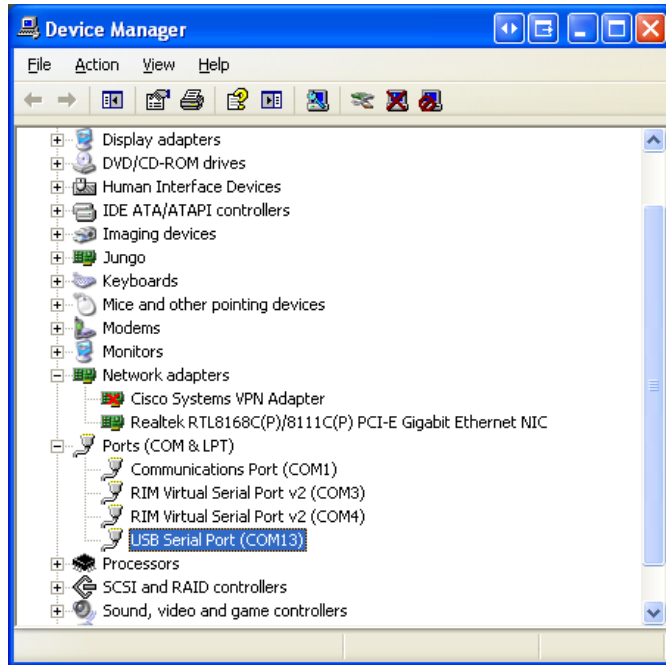 Device Manager
File Action View Help
Display adapters
DVD/CD-ROM drives
Human Interface Devices
IDE ATA/ATAPI controllers
Imaging devices
Jungo
Keyboards
Mice and other pointing devices
Modems
Monitors
Network adapters
Cisco Systems VPN Adapter
Realtek RTL8168C(P)/8111C(P) PCI-E Gigabit Ethernet NIC
Ports (COM & LPT)
Communications Port (COM1)
RIM Virtual Serial Port v2 (COM3)
RIM Virtual Serial Port v2 (COM4)
USB Serial Port (COM13)
Processors
SCSI and RAID controllers
Sound, video and game controllers